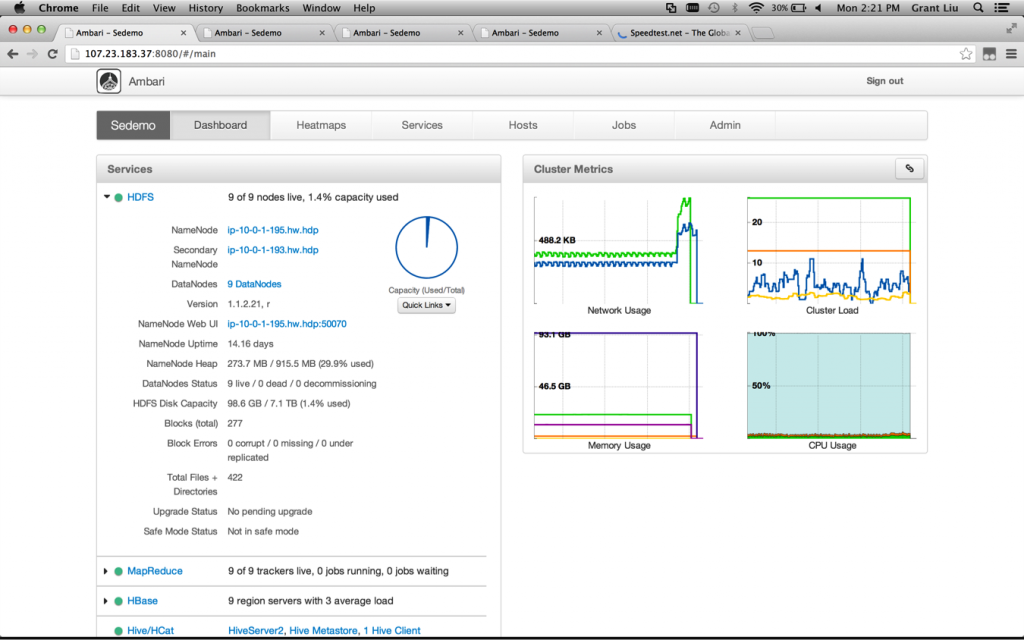 Chrome File Edit View History Bookmarks Window Help 30% Mon 2:21 PM Grant Liu
Ambari - Sedemo Ambari - Sedemo Ambari - Sedemo Ambari - Sedemo Speedtest.net - The Globa
107.23.183.37:8080/#/main
Ambari Sign out
Sedemo Dashboard Heatmaps Services Hosts Jobs Admin
Services
HDFS 9 of 9 nodes live, 1.4% capacity used
NameNode ip-10-0-1-195.hw.hdp
Secondary ip-10-0-1-193.hw.hdp
NameNode
DataNodes 9 DataNodes
Capacity (Used/Total)
Version 1.1.2.21, r
Quick Links
NameNode Web UI ip-10-0-1-195.hw.hdp:50070
NameNode Uptime 14.16 days
NameNode Heap 273.7 MB / 915.5 MB (29.9% used)
DataNodes Status 9 live / 0 dead / 0 decommissioning
HDFS Disk Capacity 98.6 GB / 7.1 TB (1.4% used)
Blocks (total) 277
Block Errors 0 corrupt / 0 missing / 0 under
replicated
Total Files + 422
Directories
Upgrade Status No pending upgrade
Safe Mode Status Not in safe mode
MapReduce 9 of 9 trackers live, 0 jobs running, 0 jobs waiting
HBase 9 region servers with 3 average load
Hive/HCat HiveServer2, Hive Metastore, 1 Hive Client
Cluster Metrics
488.2 KB
Network Usage
20
10
Cluster Load
93.1 GB
46.5 GB
Memory Usage
100%
50%
CPU Usage